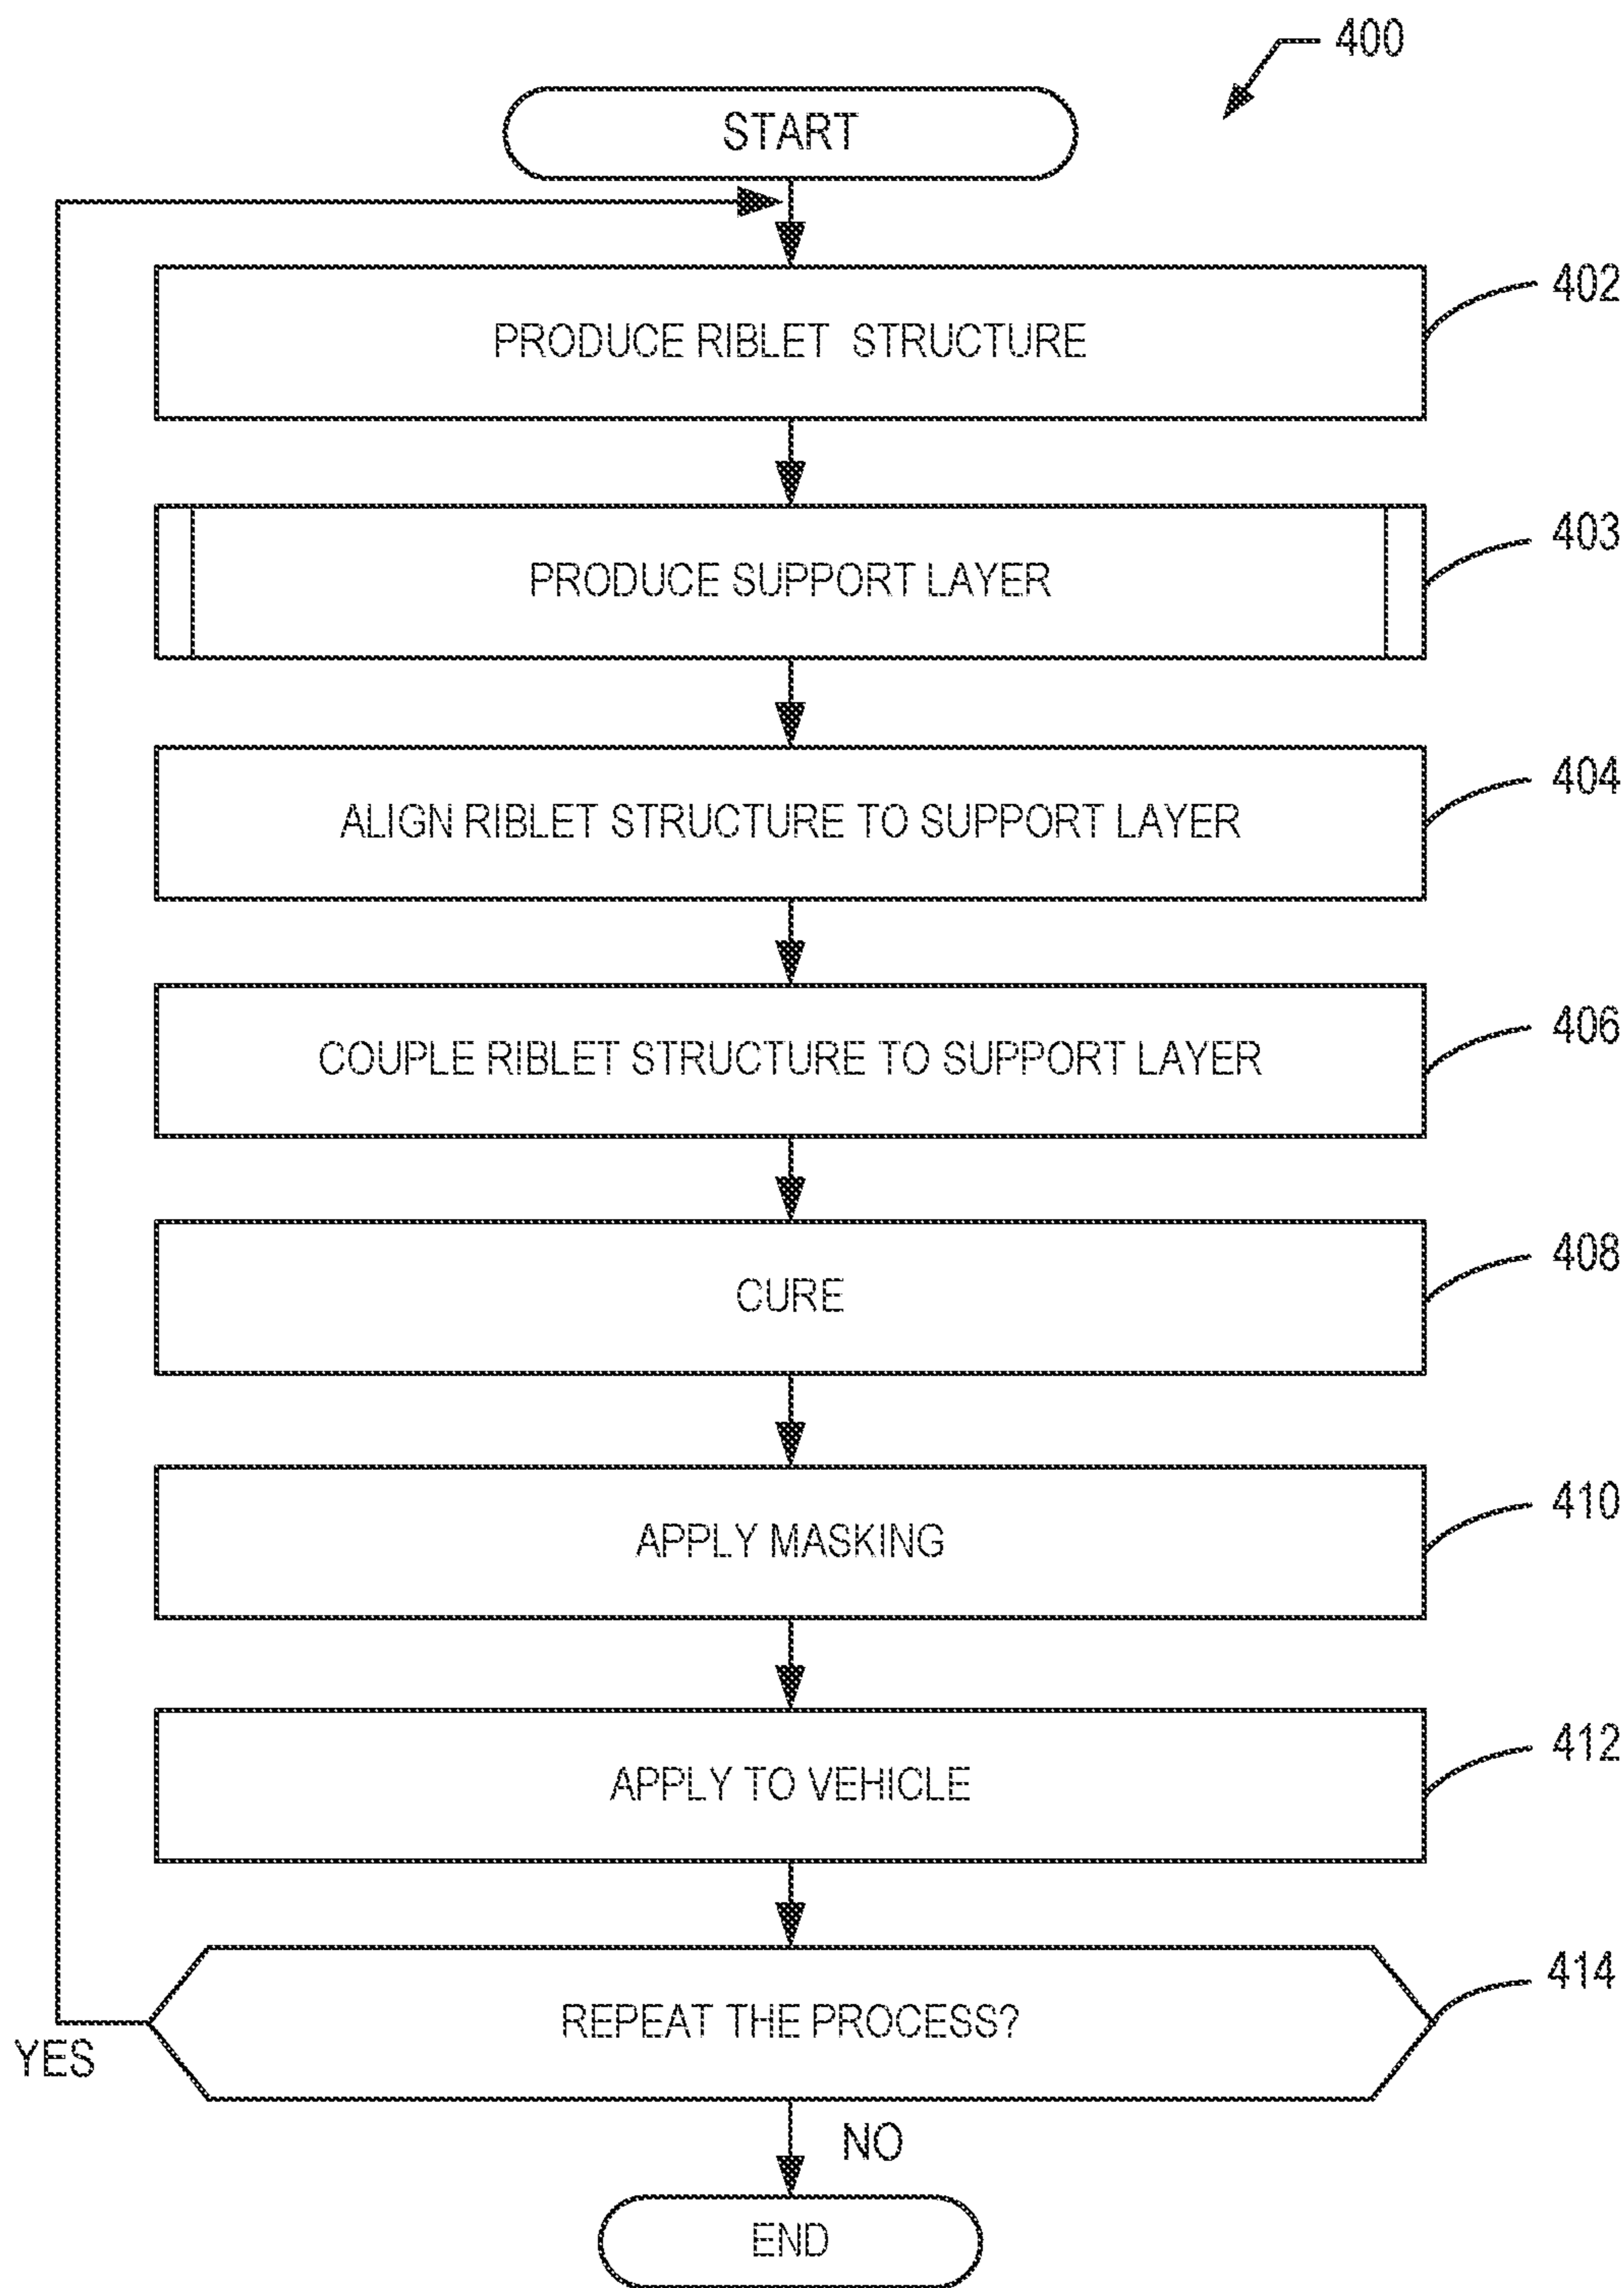 400
START
PRODUCE RIBLET STRUCTURE
402
PRODUCE SUPPORT LAYER
403
ALIGN RIBLET STRUCTURE TO SUPPORT LAYER
404
COUPLE RIBLET STRUCTURE TO SUPPORT LAYER
406
CURE
408
APPLY MASKING
410
APPLY TO VEHICLE
412
REPEAT THE PROCESS?
414
YES
NO
END